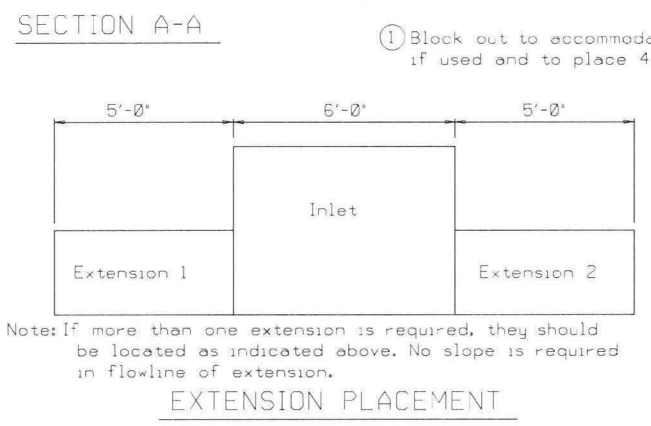 SECTION A-A
1 Block out to
if used and to place 4
5'-0" 6'-0" 5'-0"
Inlet
Extension 1 Extension 2
Note: If more than one extension is required, they should
be located as indicated above. No slope is required
in flowline of extension.
EXTENSION PLACEMENT